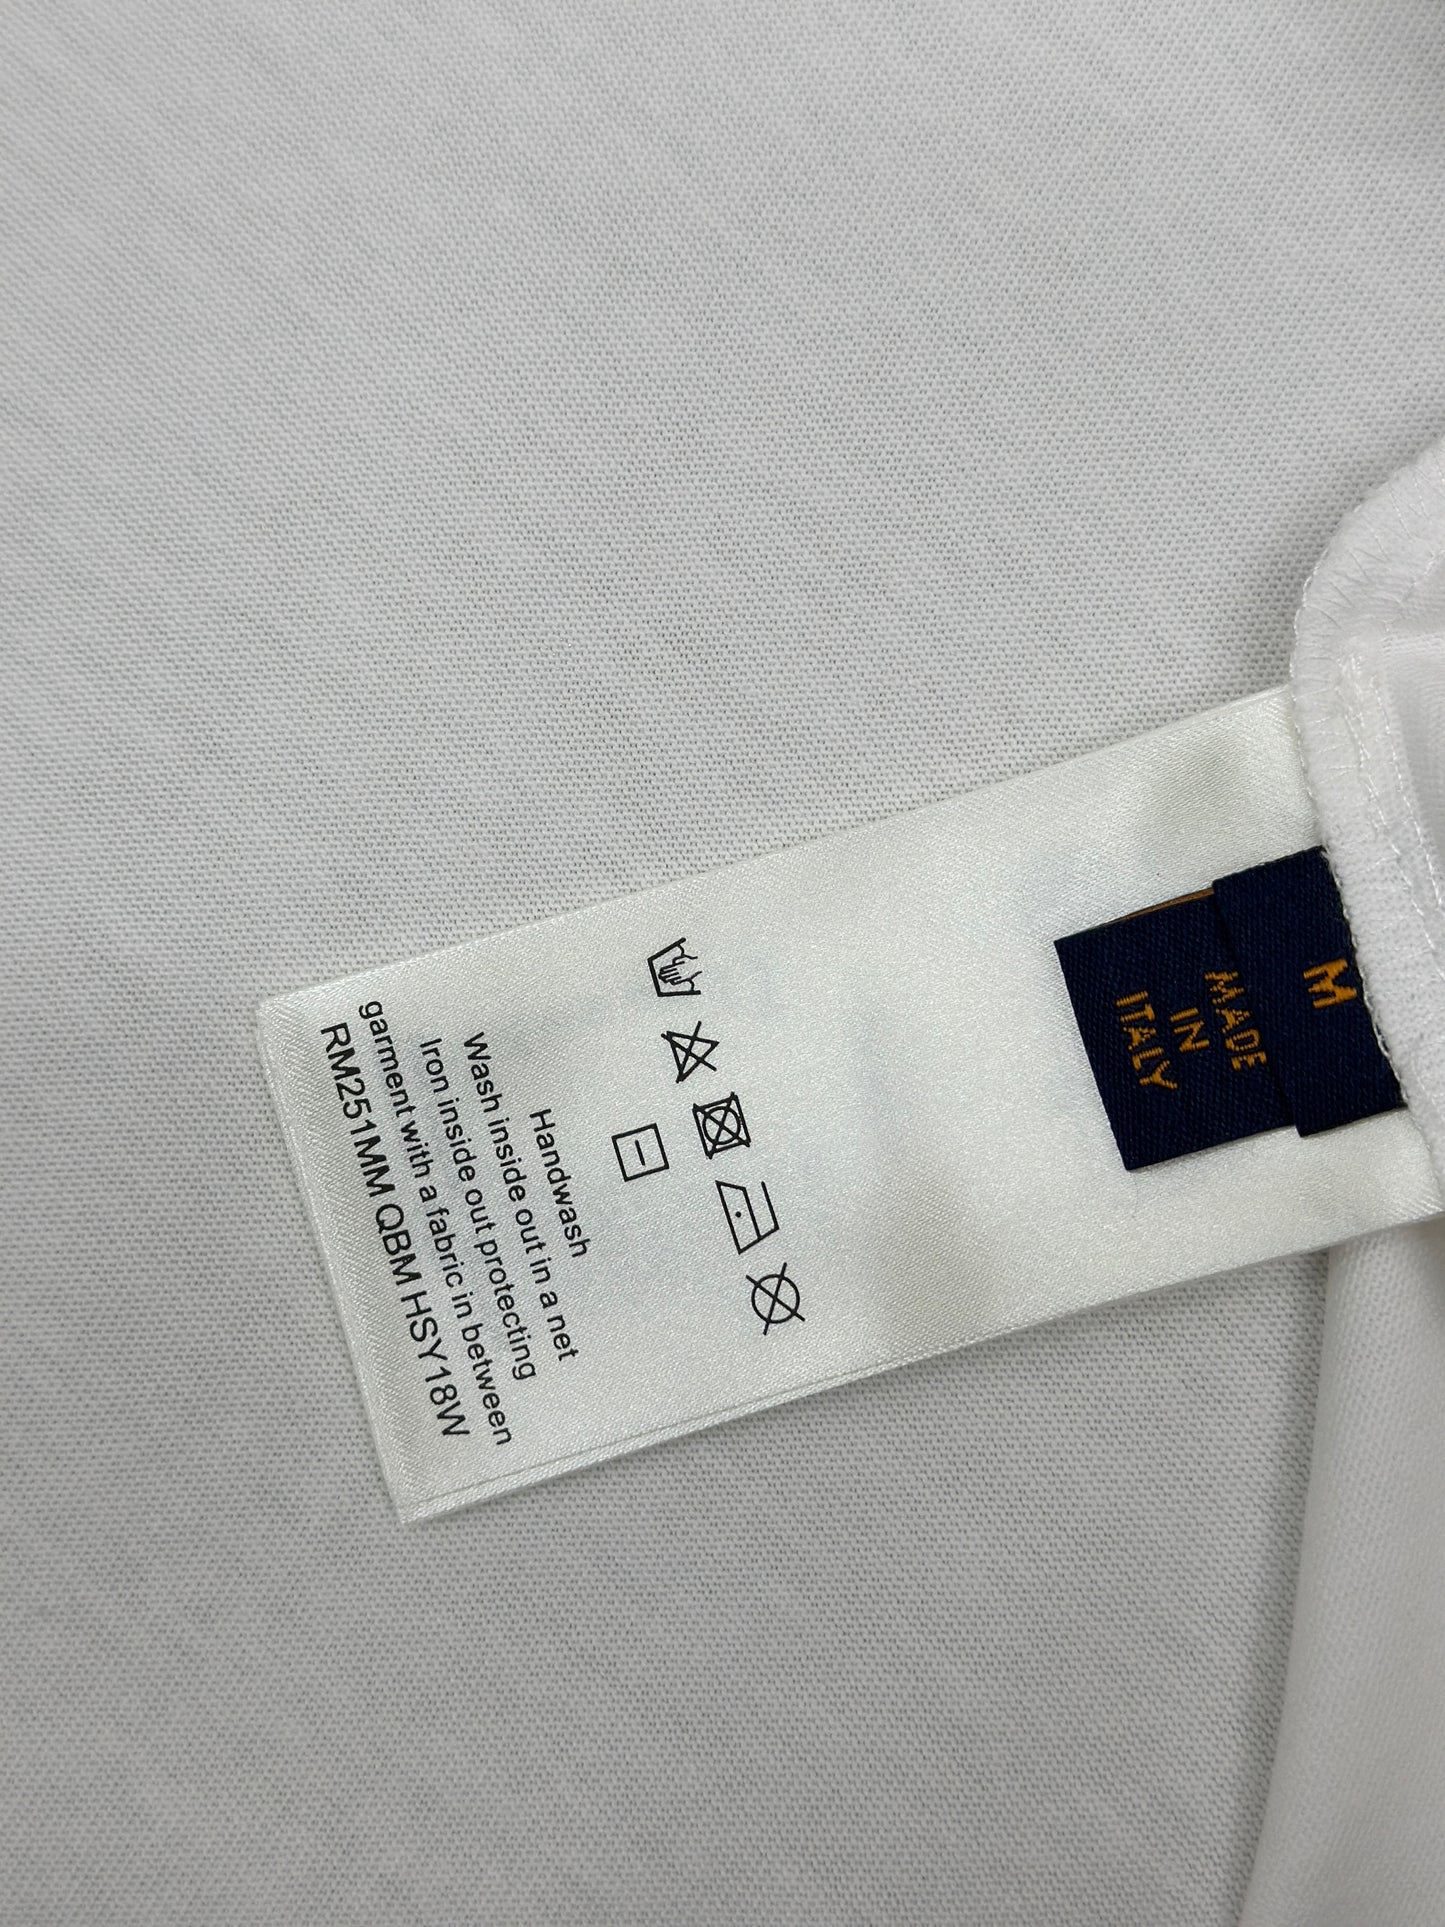 M
MADE
IN
ITALY
Handwash
Wash inside out in a net
Iron inside out protecting
garment with a fabric in between
RM251MM QBM HSY18W